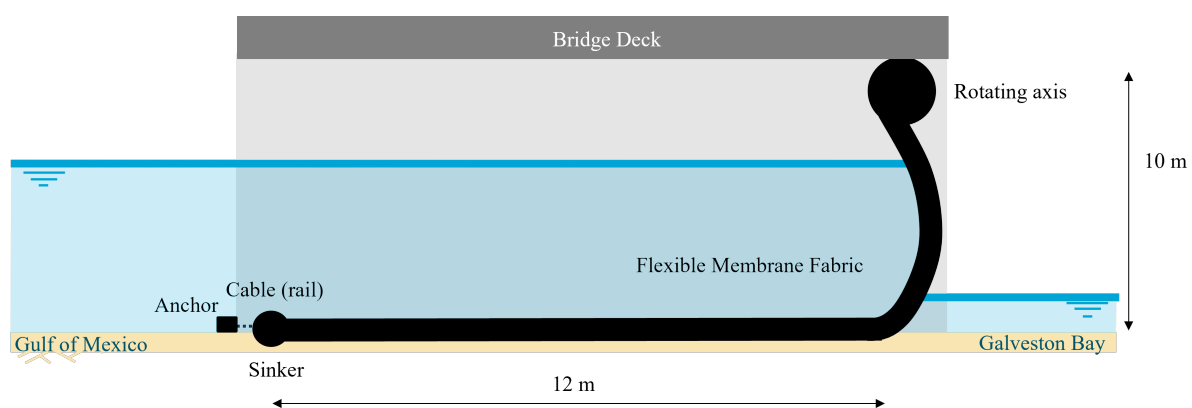 Bridge Deck
Rotating axis
10 m
Flexible Membrane Fabric
Cable (rail)
Anchor
Gulf of Mexico
Galveston Bay
Sinker
12 m